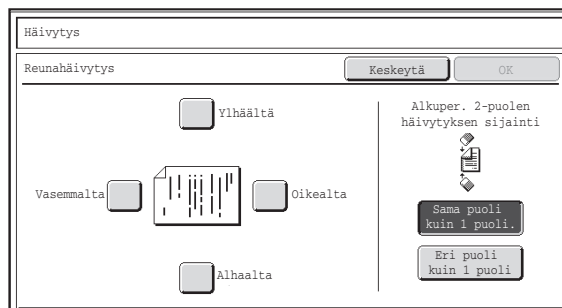 Häivytys
Reunahäivytys
Keskeytä
OK
Ylhäältä
Vasemmalta
Oikealta
Alhaalta
Alkuper. 2-puolen
häivytyksen sijainti
Sama puoli
kuin 1 puoli.
Eri puoli
kuin 1 puoli